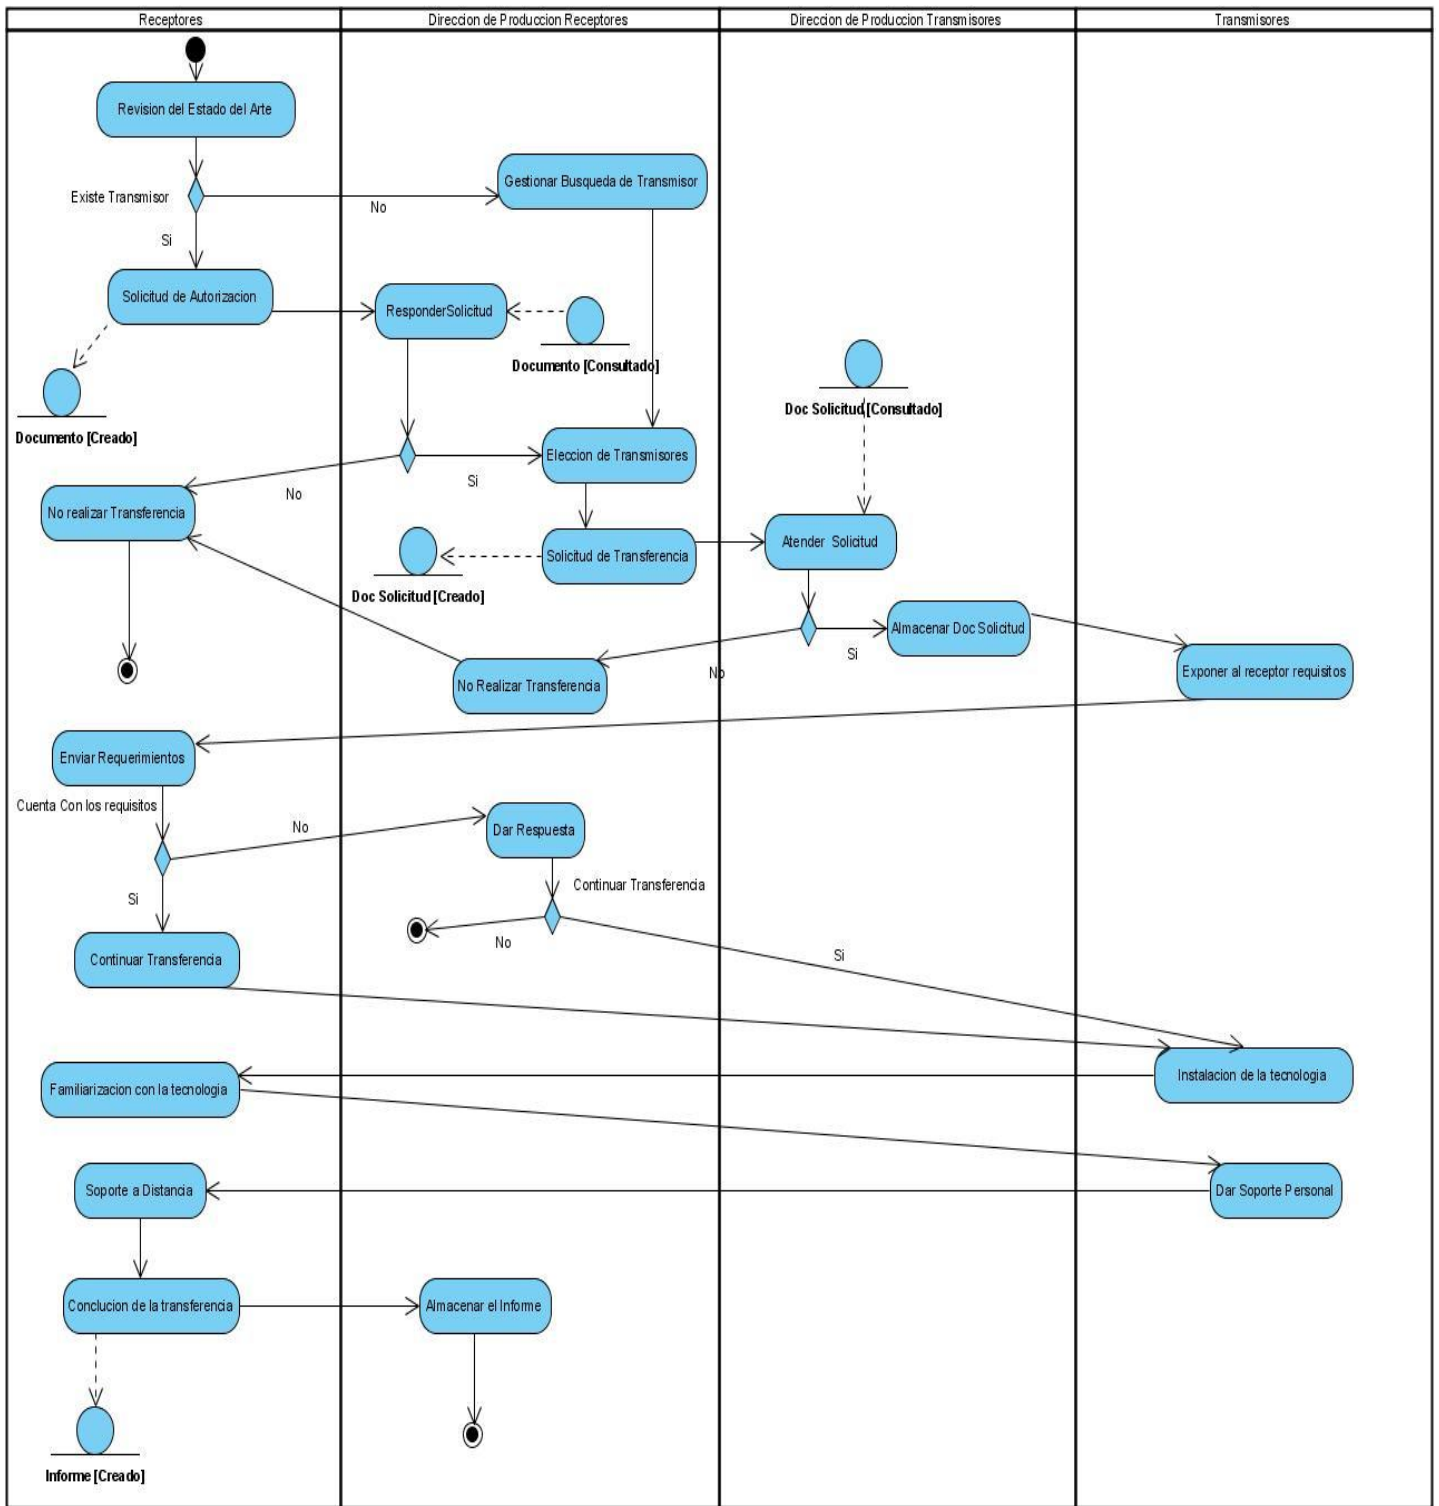 Receptores
Direccion de Produccion Receptores
Direccion de Produccion Transmisores
Transmisores
Revision del Estado del Arte
Gestionar Busqueda de Transmisor
Existe Transmisor
No
Si
Solicitud de Autorizacion
ResponderSolicitud
Documento [Consultado]
Doc Solicitud [Consultado]
Documento [Creado]
Eleccion de Transmisores
No
Si
No realizar Transferencia
Atender Solicitud
Solicitud de Transferencia
Doc Solicitud [Creado]
Almacenar Doc Solicitud
Si
No
Exponer al receptor requisitos
No Realizar Transferencia
Enviar Requerimientos
Cuenta Con los requisitos
No
Dar Respuesta
Continuar Transferencia
Si
No
Si
Continuar Transferencia
Instalacion de la tecnologia
Familiarizacion con la tecnologia
Soporte a Distancia
Dar Soporte Personal
Conclucion de la transferencia
Almacenar el Informe
Informe [Creado]